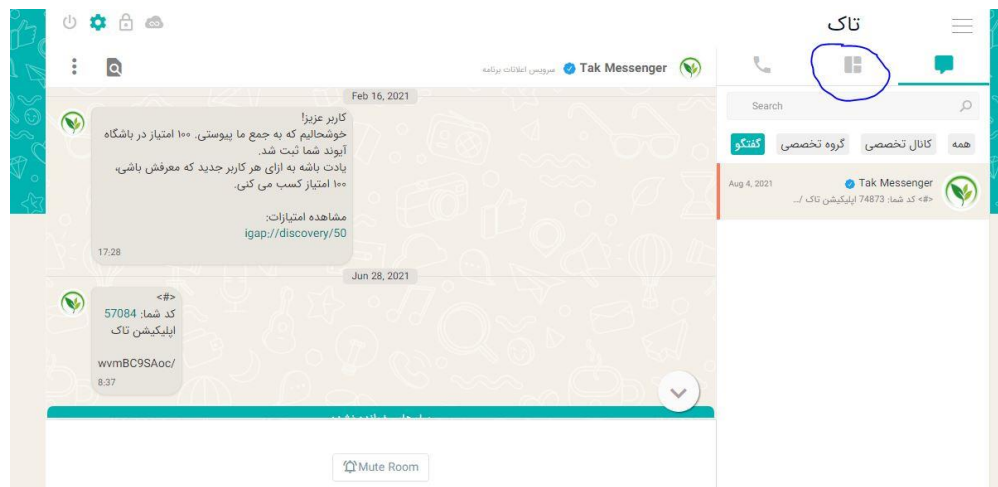 تاک
Tak Messenger سرویس اعلانات برنامه
Search
همه
کانال تخصصی
گروه تخصصی
گفتگو
Tak Messenger
Aug 4, 2021
<#> کد شما: 74873 اپلیکیشن تاک /...
Feb 16, 2021
کاربر عزیز!
خوشحالیم که به جمع ما پیوستی. ۱۰۰ امتیاز در باشگاه
آیوند شما ثبت شد.
یادت باشه به ازای هر کاربر جدید که معرفش باشی،
۱۰۰ امتیاز کسب می کنی.
مشاهده امتیازات:
igap://discovery/50
17:28
Jun 28, 2021
<#>
کد شما: 57084
اپلیکیشن تاک
wvmBC9SAoc/
8:37
Mute Room